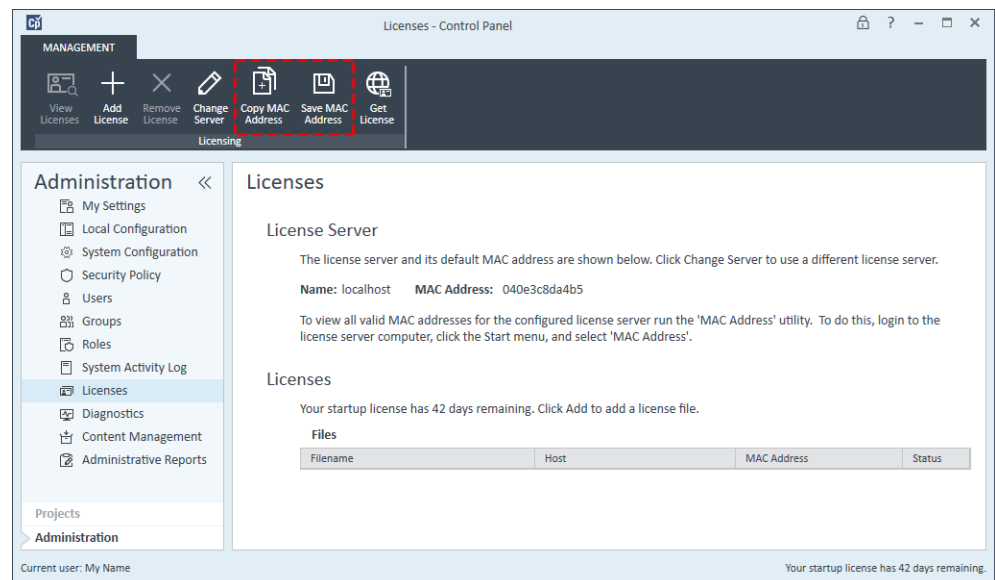 Cp
Licenses - Control Panel
?
MANAGEMENT
View Licenses
Add License
Remove License
Change Server
Copy MAC Address
Save MAC Address
Get License
Licensing
Administration
My Settings
Local Configuration
System Configuration
Security Policy
Users
Groups
Roles
System Activity Log
Licenses
Diagnostics
Content Management
Administrative Reports
Projects
Administration
Licenses
License Server
The license server and its default MAC address are shown below. Click Change Server to use a different license server.
Name: localhost MAC Address: 040e3c8da4b5
To view all valid MAC addresses for the configured license server run the 'MAC Address' utility. To do this, login to the
license server computer, click the Start menu, and select 'MAC Address'.
Licenses
Your startup license has 42 days remaining. Click Add to add a license file.
Files
Filename Host MAC Address Status
Current user: My Name
Your startup license has 42 days remaining.